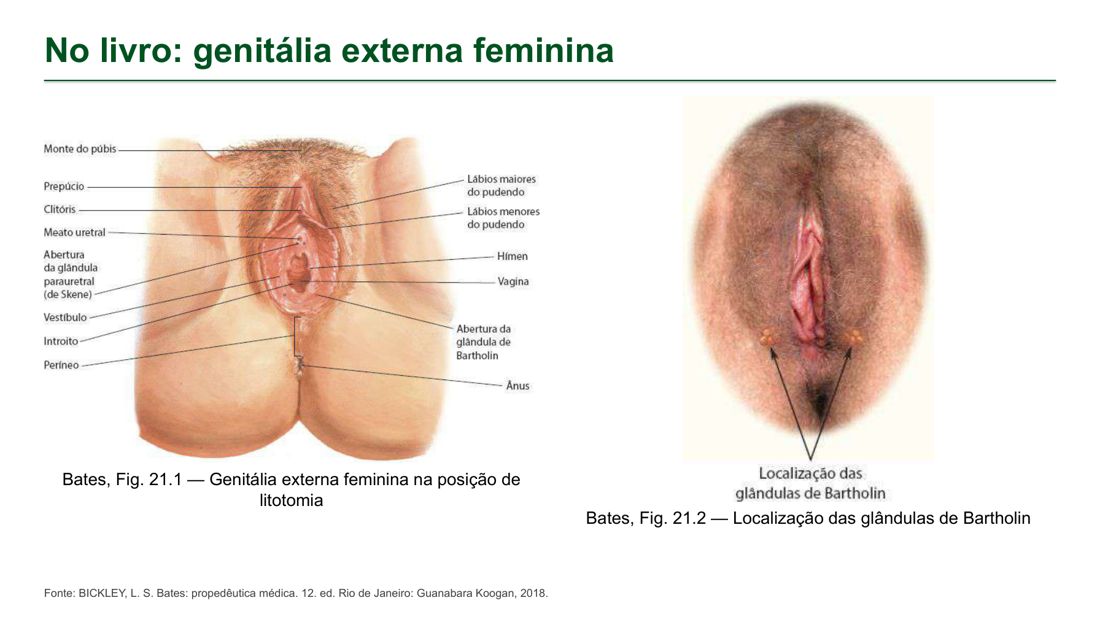 No livro: genitália externa feminina
Monte do púbis
Prepúcio
Clitóris
Meato uretral
Abertura
da glândula
parauretral
(de Skene)
Vestíbulo
Introito
Períneo
Lábios maiores
do pudendo
Lábios menores
do pudendo
Hímen
Vagina
Abertura da
glândula de
Bartholin
Ânus
Bates, Fig. 21.1 — Genitália externa feminina na posição de
litotomia
Localização das
glândulas de Bartholin
Bates, Fig. 21.2 — Localização das glândulas de Bartholin
Fonte: BICKLEY, L. S. Bates: propedêutica médica. 12. ed. Rio de Janeiro: Guanabara Koogan, 2018.